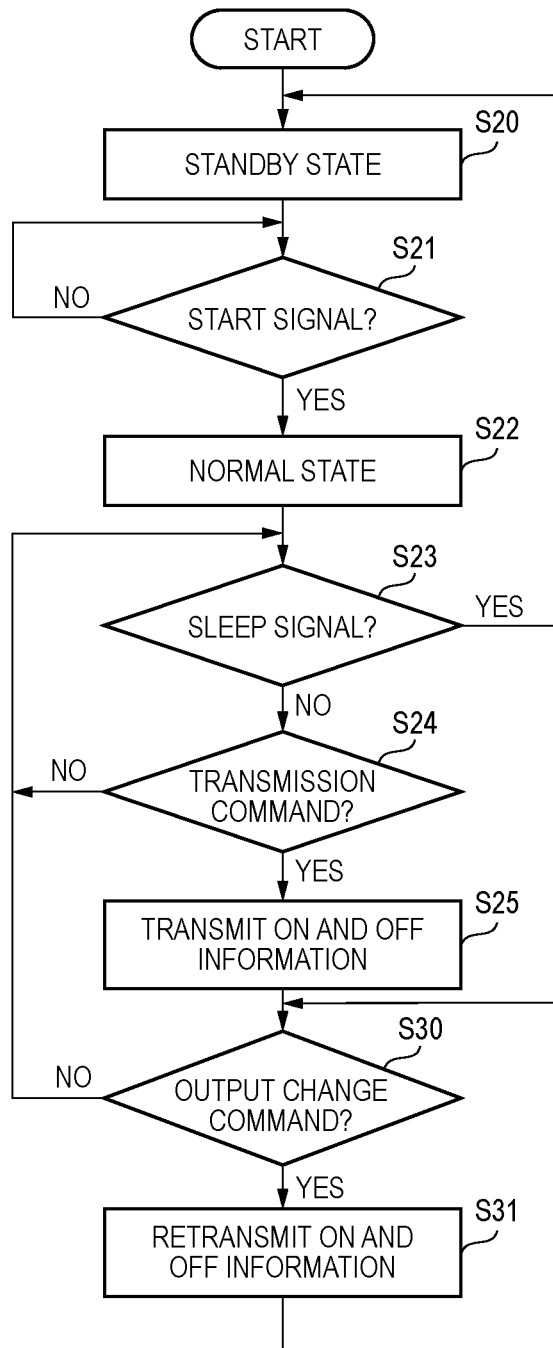 START
S20
STANDBY STATE
S21
START SIGNAL?
NO
YES
S22
NORMAL STATE
S23
SLEEP SIGNAL?
YES
NO
S24
TRANSMISSION
COMMAND?
NO
YES
S25
TRANSMIT ON AND OFF
INFORMATION
S30
OUTPUT CHANGE
COMMAND?
NO
YES
S31
RETRANSMIT ON AND
OFF INFORMATION